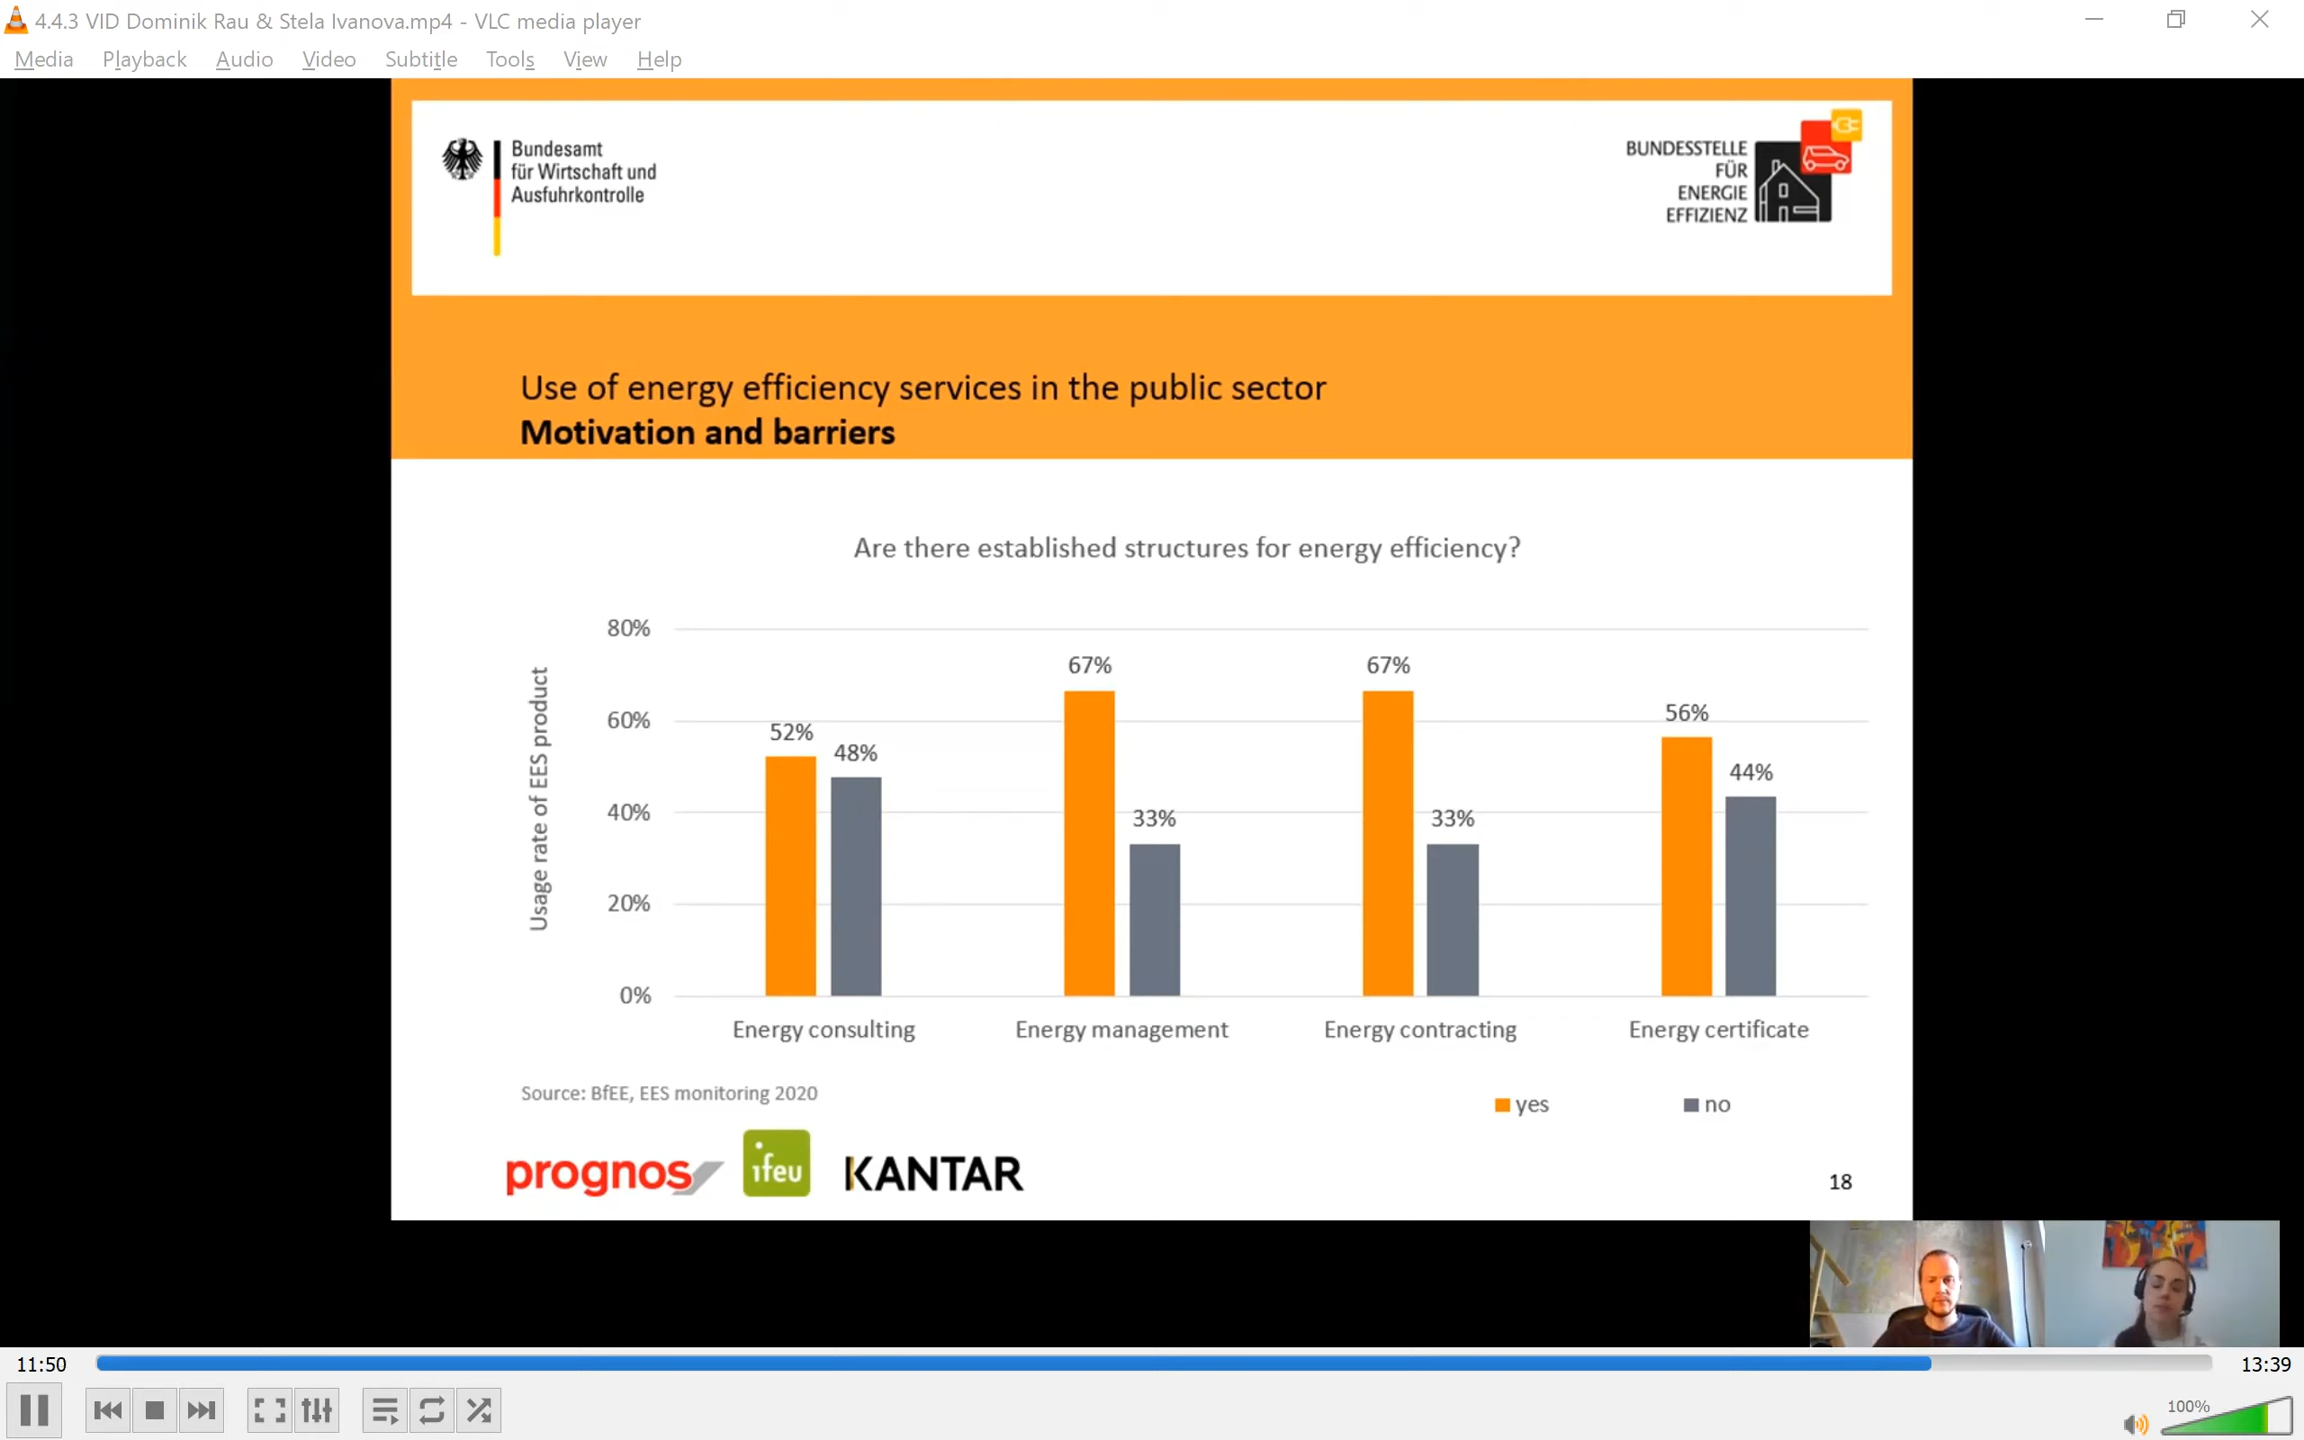 4.4.3 VID Dominik Rau & Stela Ivanova.mp4 - VLC media player
Media Playback Audio Video Subtitle Tools View Help
Bundesamt
für Wirtschaft und
Ausfuhrkontrolle
BUNDESSTELLE
FÜR
ENERGIE
EFFIZIENZ
Use of energy efficiency services in the public sector
Motivation and barriers
Are there established structures for energy efficiency?
Usage rate of EES product
80%
60%
40%
20%
0%
52%
48%
67%
33%
67%
33%
56%
44%
Energy consulting
Energy management
Energy contracting
Energy certificate
Source: BfEE, EES monitoring 2020
yes
no
prognos
ifeu
KANTAR
18
11:50
13:39
100%